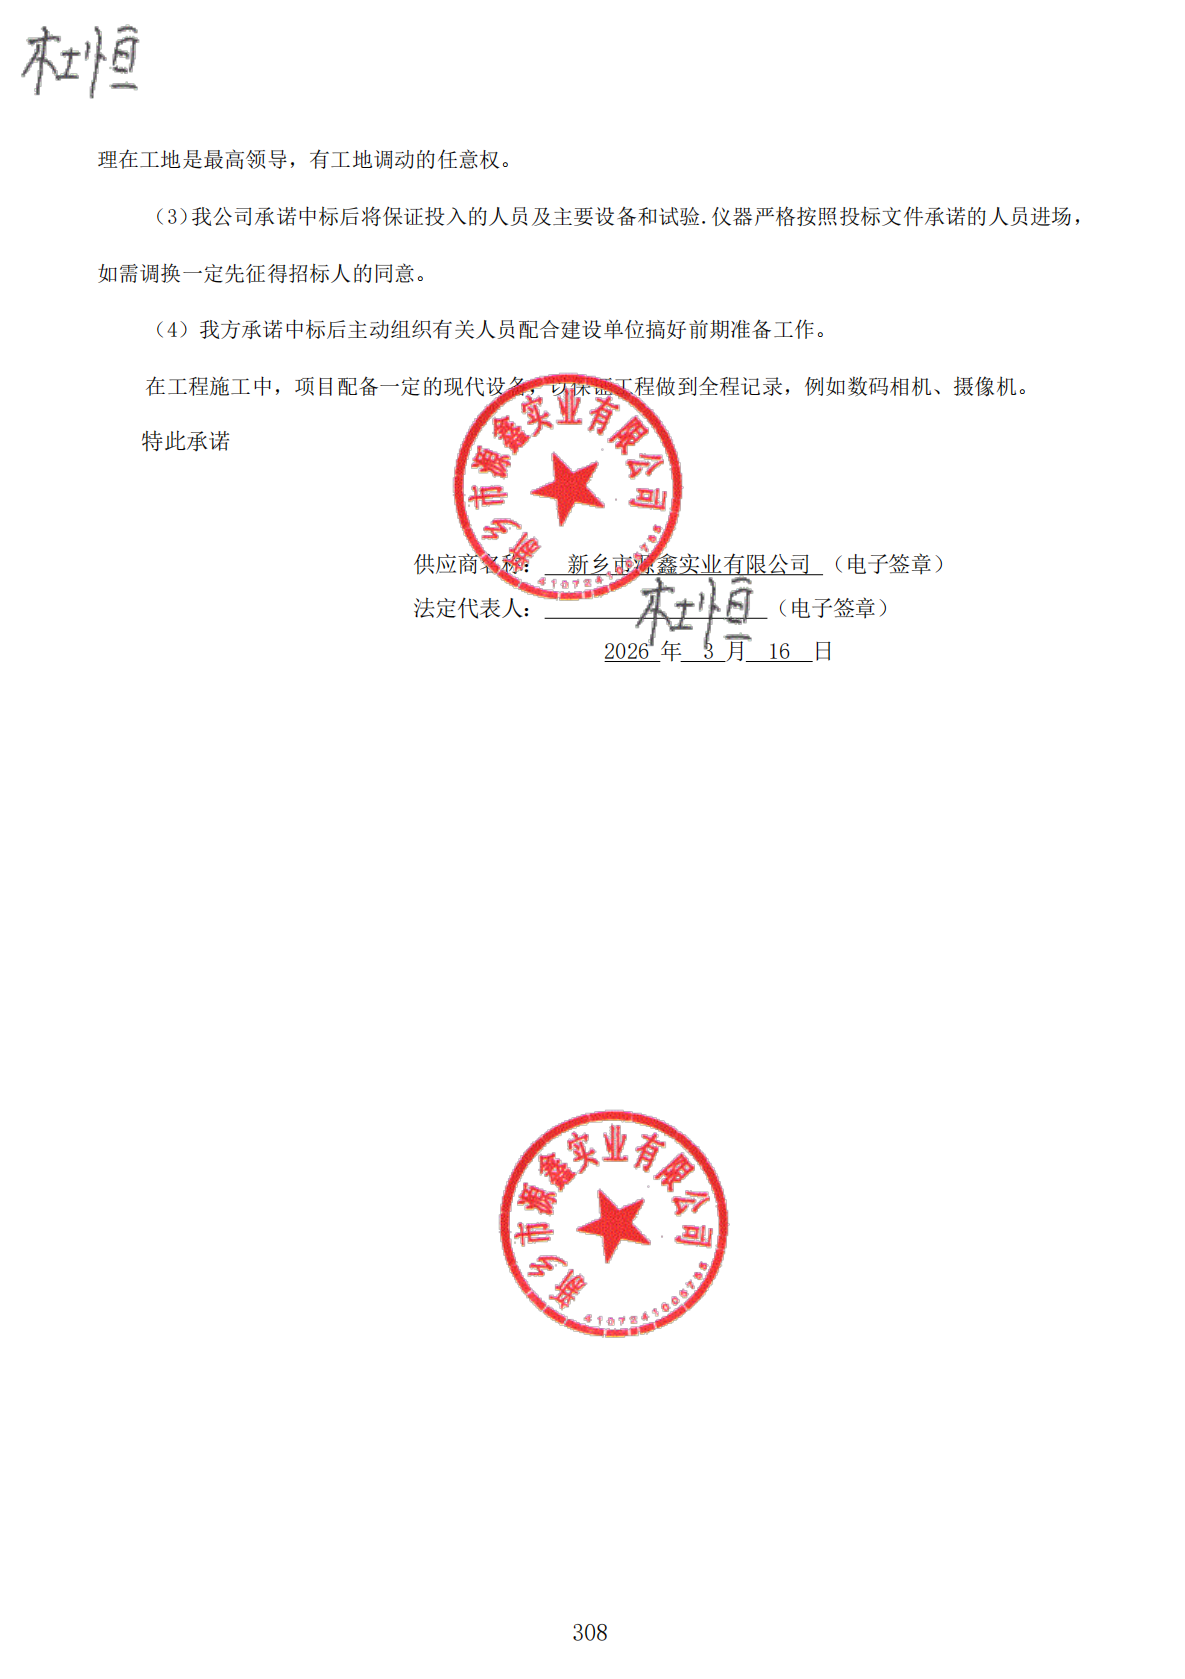 杜恒
理在工地是最高领导，有工地调动的任意权。
（3）我公司承诺中标后将保证投入的人员及主要设备和试验.仪器严格按照投标文件承诺的人员进场，
如需调换一定先征得招标人的同意。
（4）我方承诺中标后主动组织有关人员配合建设单位搞好前期准备工作。
在工程施工中，项目配备一定的现代设备，以保证工程做到全程记录，例如数码相机、摄像机。
特此承诺
新乡市源鑫实业有限公司
供应商名称：新乡市源鑫实业有限公司（电子签章）
法定代表人：杜恒（电子签章）
2026 年 3 月 16 日
新乡市源鑫实业有限公司
308